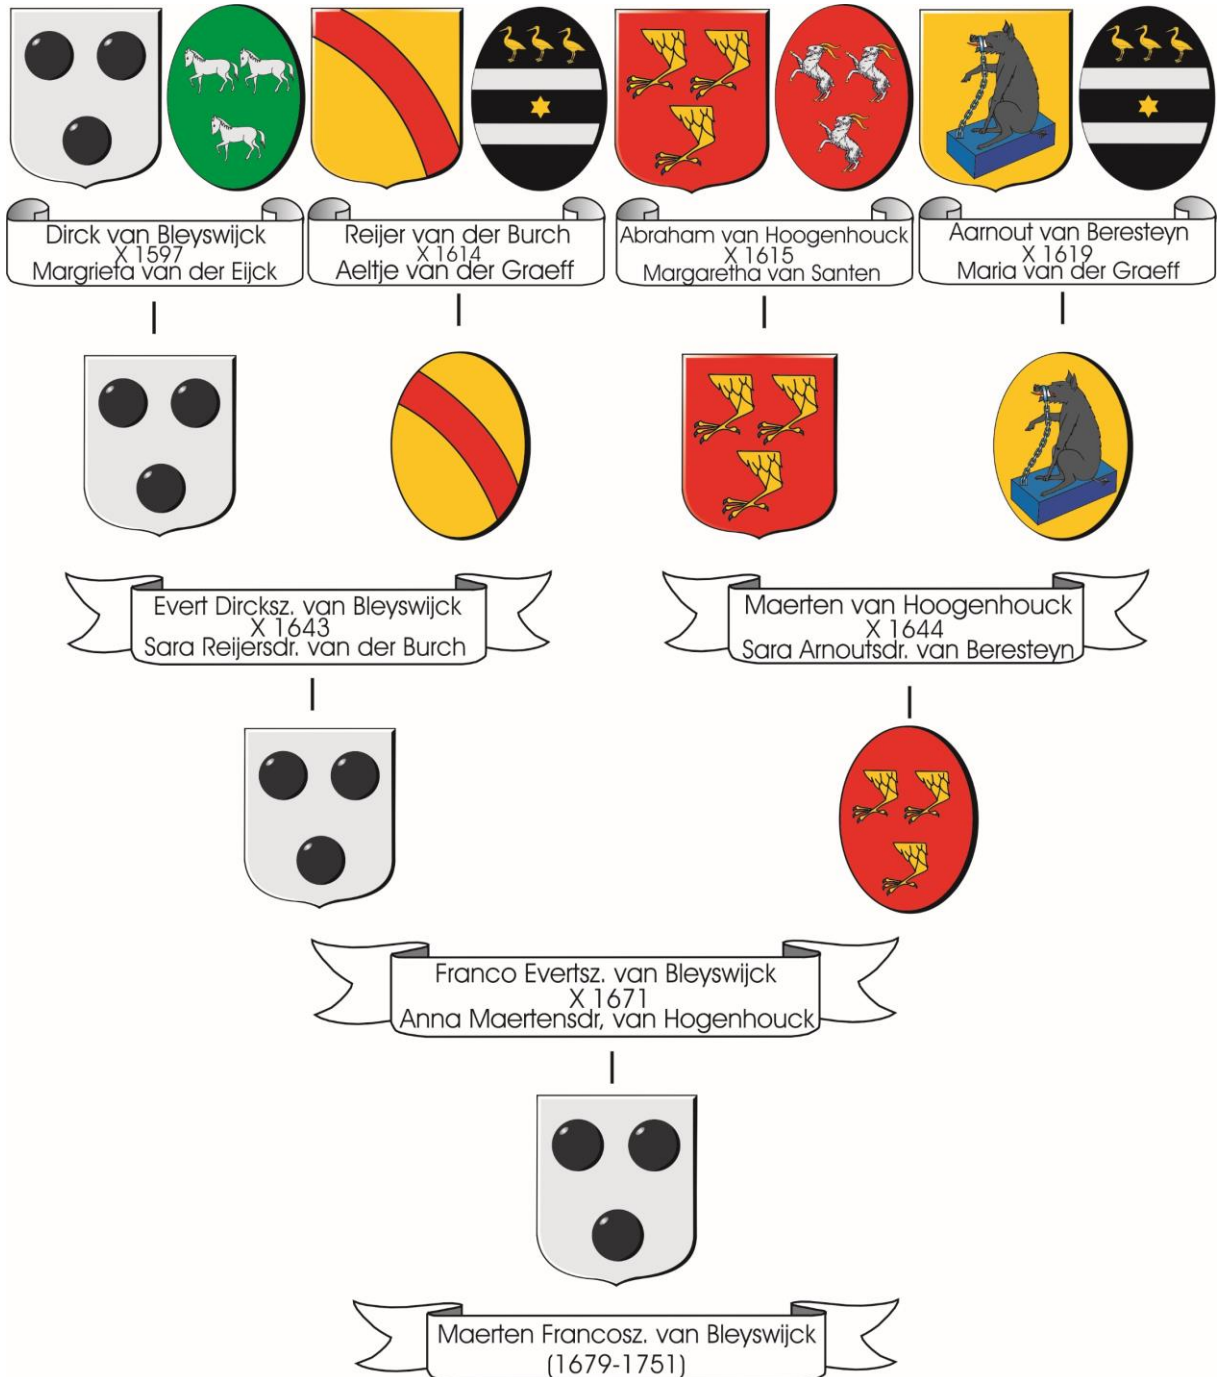 Dirck van Bleyswijck
X 1597
Margrieta van der Eijck
Reijer van der Burch
X 1614
Aeltje van der Graeff
Abraham van Hoogenhouck
X 1615
Margaretha van Santen
Aarnout van Beresteyn
X 1619
Maria van der Graeff
Evert Dircksz. van Bleyswijck
X 1643
Sara Reijersdr. van der Burch
Maerten van Hoogenhouck
X 1644
Sara Arnoutsdr. van Beresteyn
Franco Evertsz. van Bleyswijck
X 1671
Anna Maertensdr, van Hogenhouck
Maerten Francosz. van Bleyswijck
(1679-1751)